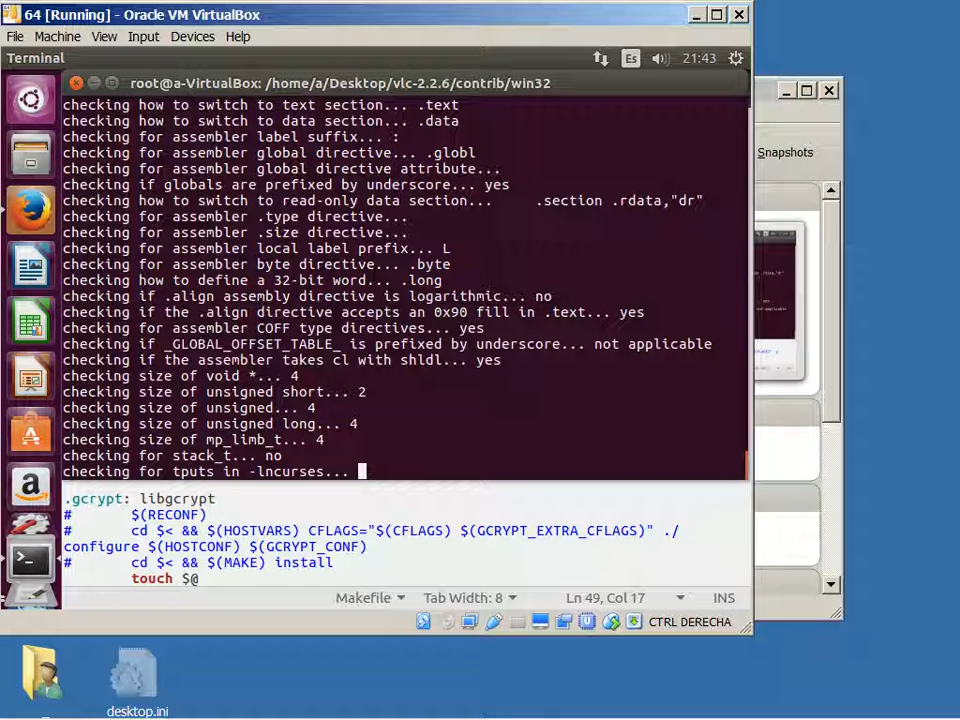 64 [Running] - Oracle VM VirtualBox
File Machine View Input Devices Help
Terminal
Es
21:43
root@a-VirtualBox: /home/a/Desktop/vlc-2.2.6/contrib/win32
checking how to switch to text section... .text
checking how to switch to data section... .data
checking for assembler label suffix... :
checking for assembler global directive... .globl
checking for assembler global directive attribute...
checking if globals are prefixed by underscore... yes
checking how to switch to read-only data section... .section .rdata,"dr"
checking for assembler .type directive...
checking for assembler .size directive...
checking for assembler local label prefix... L
checking for assembler byte directive... .byte
checking how to define a 32-bit word... .long
checking if .align assembly directive is logarithmic... no
checking if the .align directive accepts an 0x90 fill in .text... yes
checking for assembler COFF type directives... yes
checking if _GLOBAL_OFFSET_TABLE_ is prefixed by underscore... not applicable
checking if the assembler takes cl with shldl... yes
checking size of void *... 4
checking size of unsigned short... 2
checking size of unsigned... 4
checking size of unsigned long... 4
checking size of mp_limb_t... 4
checking for stack_t... no
checking for tputs in -lncurses...
.gcrypt: libgcrypt
# $(RECONF)
# cd $< && $(HOSTVARS) CFLAGS="$(CFLAGS) $(GCRYPT_EXTRA_CFLAGS)" ./
configure $(HOSTCONF) $(GCRYPT_CONF)
# cd $< && $(MAKE) install
touch $@
Makefile Tab Width: 8 Ln 49, Col 17 INS
CTRL DERECHA
Snapshots
desktop.ini